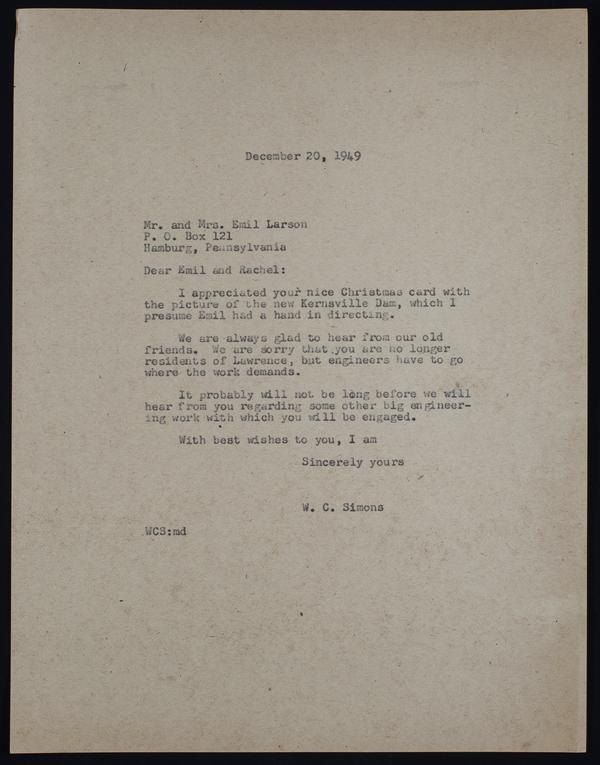 December 20, 1949
Mr. and Mrs. Emil Larson
P. O. Box 121
Hamburg, Pennsylvania
Dear Emil and Rachel:
I appreciated your nice Christmas card with
the picture of the new Kernsville Dam, which I
presume Emil had a hand in directing.
We are always glad to hear from our old
friends. We are sorry that you are no longer
residents of Lawrence, but engineers have to go
where the work demands.
It probably will not be long before we will
hear from you regarding some other big engineer-
ing work with which you will be engaged.
With best wishes to you, I am
Sincerely yours
W. C. Simons
WCS:md